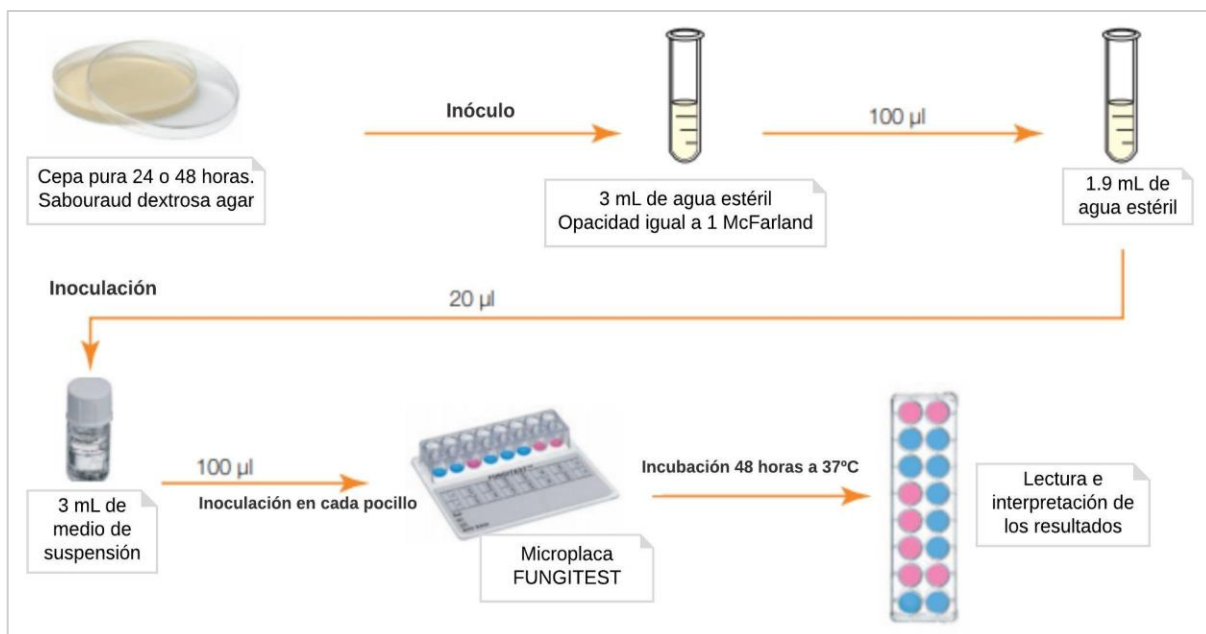 Inóculo
100 µl
Cepa pura 24 o 48 horas.
Sabouraud dextrosa agar
3 mL de agua estéril
Opacidad igual a 1 McFarland
1.9 mL de
agua estéril
Inoculación
20 µl
100 µl
Inoculación en cada pocillo
3 mL de
medio de
suspensión
FUNGITEST
Microplaca
FUNGITEST
Incubación 48 horas a 37ºC
Lectura e
interpretación de
los resultados